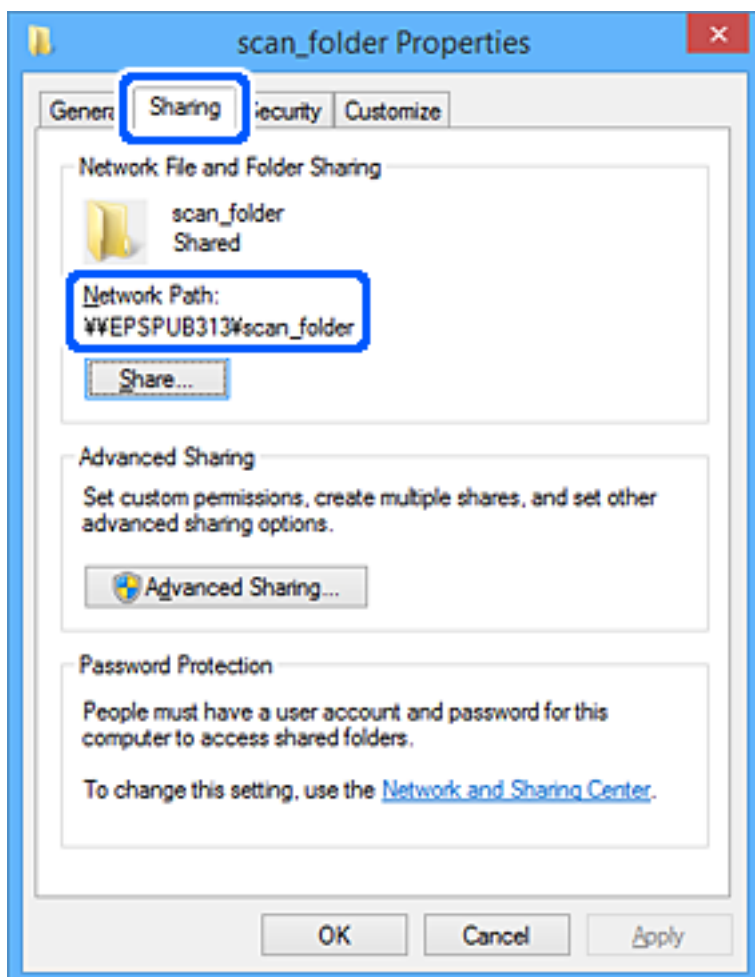 scan_folder Properties
Genera Sharing ecurity Customize
Network File and Folder Sharing
scan_folder
Shared
Network Path:
¥¥EPSPUB313¥scan_folder
Share...
Advanced Sharing
Set custom permissions, create multiple shares, and set other
advanced sharing options.
Advanced Sharing...
Password Protection
People must have a user account and password for this
computer to access shared folders.
To change this setting, use the Network and Sharing Center.
OK Cancel Apply